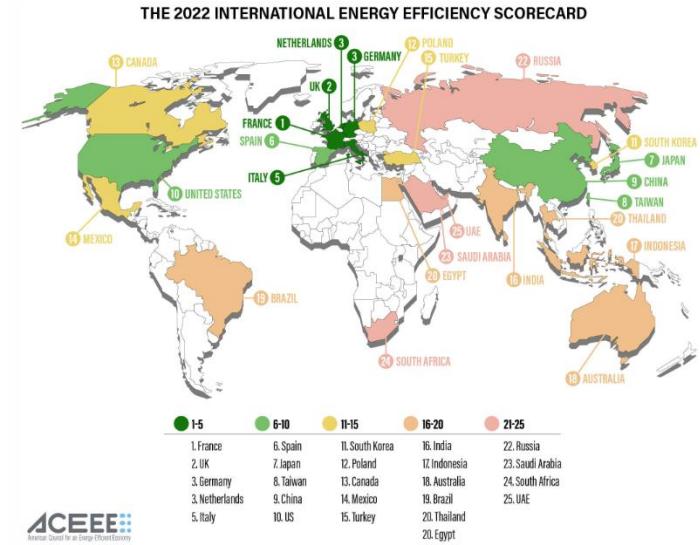 THE 2022 INTERNATIONAL ENERGY EFFICIENCY SCORECARD
13 CANADA
NETHERLANDS 3
3 GERMANY
12 POLAND
15 TURKEY
22 RUSSIA
UK 2
FRANCE 1
SPAIN 6
ITALY 5
11 SOUTH KOREA
7 JAPAN
9 CHINA
8 TAIWAN
20 THAILAND
10 UNITED STATES
14 MEXICO
25 UAE
23 SAUDI ARABIA
20 EGYPT
16 INDIA
17 INDONESIA
19 BRAZIL
24 SOUTH AFRICA
18 AUSTRALIA
1-5
1. France
2. UK
3. Germany
3. Netherlands
5. Italy
6-10
6. Spain
7. Japan
8. Taiwan
9. China
10. US
11-15
11. South Korea
12. Poland
13. Canada
14. Mexico
15. Turkey
16-20
16. India
17. Indonesia
18. Australia
19. Brazil
20. Thailand
20. Egypt
21-25
22. Russia
23. Saudi Arabia
24. South Africa
25. UAE
ACEEE
American Council for an Energy-Efficient Economy